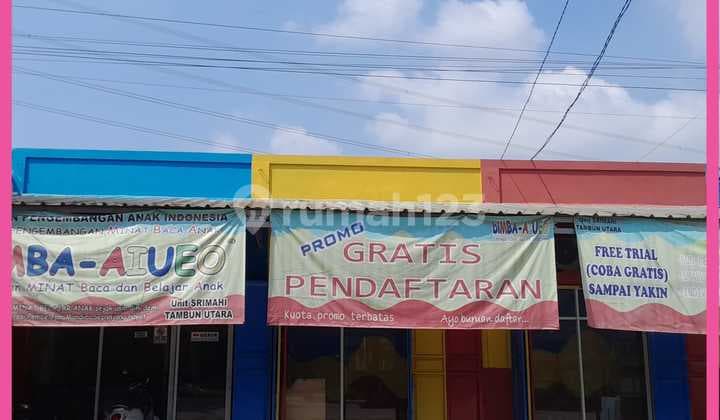 PENGEMBANGAN ANAK INDONESIA
PENGEMBANGAN MINAT BACA ANAK
MBA-AIUEO
MINAT Baca dan Belajar Anak
Unit SRIMAHI
TAMBUN UTARA
rumah123
BIMBA-AIUEO
PROMO
GRATIS
PENDAFTARAN
Kuota promo terbatas
Ayo buruan daftar...
TAMBUN UTARA
FREE TRIAL
(COBA GRATIS)
SAMPAI YAKIN